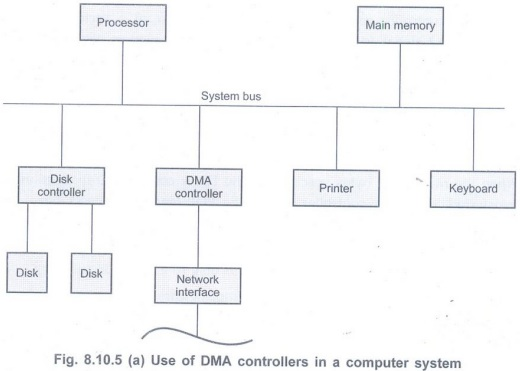 Processor
Main memory
System bus
Disk
controller
DMA
controller
Printer
Keyboard
Disk
Disk
Network
interface
Fig. 8.10.5 (a) Use of DMA controllers in a computer system